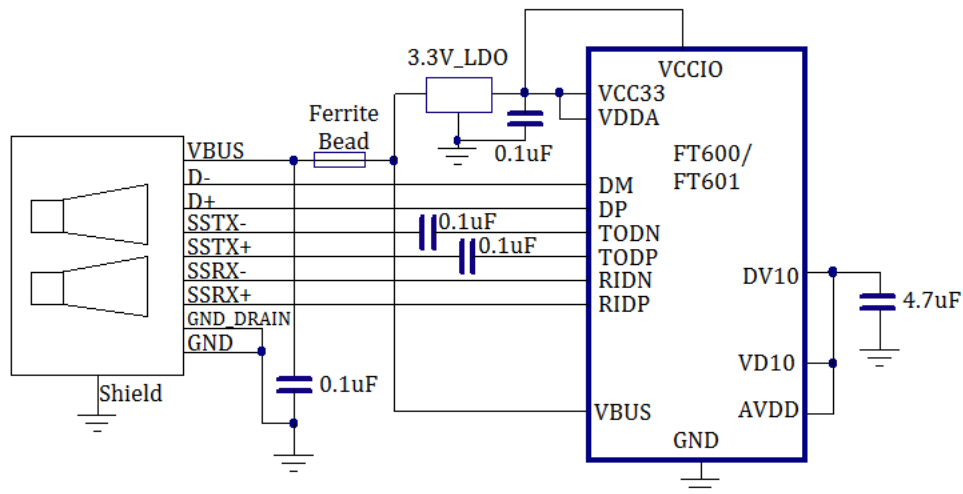 3.3V_LDO
VCCIO
VCC33
VDDA
0.1uF
Ferrite
Bead
FT600/
FT601
VBUS
D-
D+
SSTX-
SSTX+
SSRX-
SSRX+
GND_DRAIN
GND
Shield
0.1uF
0.1uF
0.1uF
DM
DP
TODN
TODP
RIDN
RIDP
VBUS
GND
DV10
VD10
AVDD
4.7uF